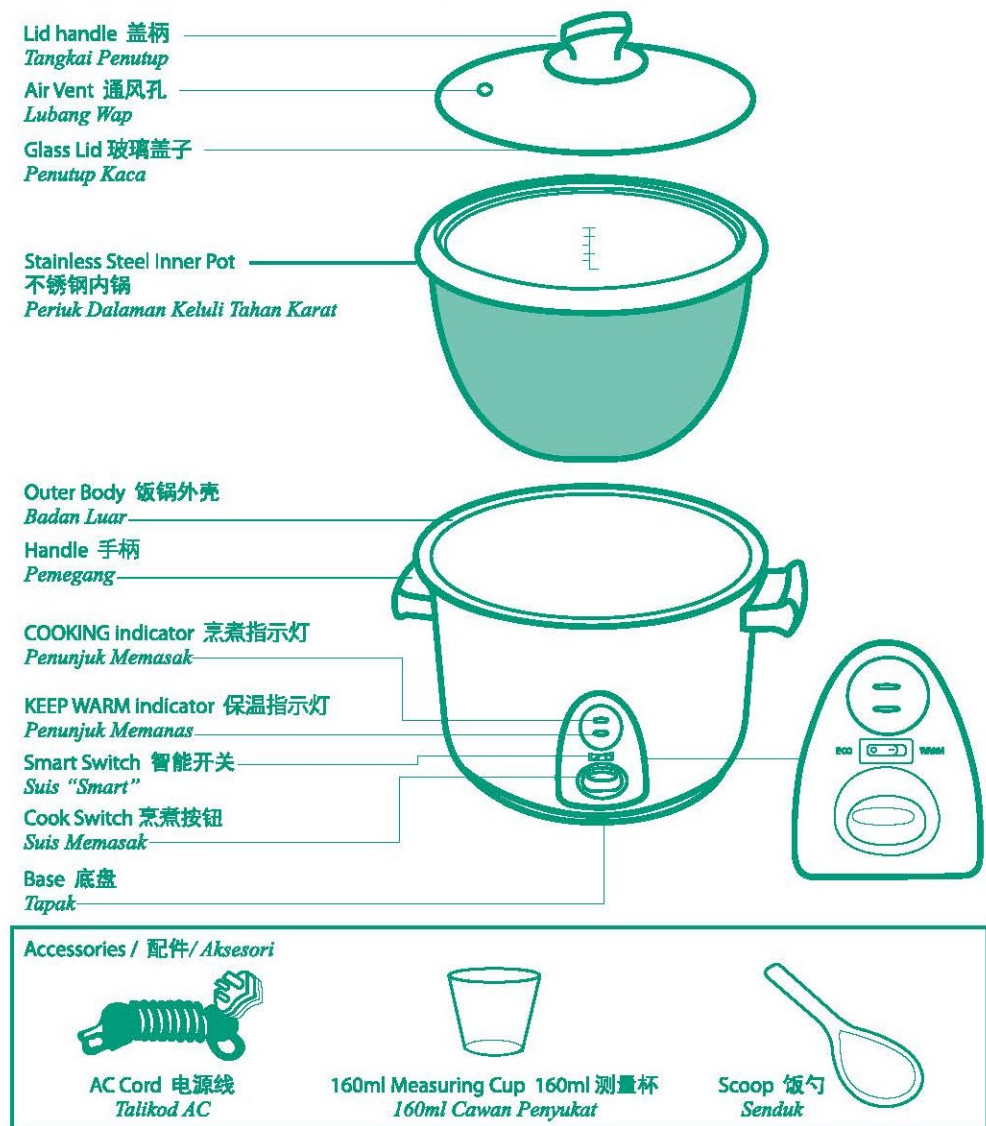 Lid handle 盖柄
Tangkai Penutup
Air Vent 通风孔
Lubang Wap
Glass Lid 玻璃盖子
Penutup Kaca
Stainless Steel Inner Pot
不锈钢内锅
Periuk Dalaman Keluli Tahan Karat
Outer Body 饭锅外壳
Badan Luar
Handle 手柄
Pemegang
COOKING indicator 烹煮指示灯
Penunjuk Memasak
KEEP WARM indicator 保温指示灯
Penunjuk Memanas
Smart Switch 智能开关
Suis “Smart”
Cook Switch 烹煮按钮
Suis Memasak
Base 底盘
Tapak
ECO WARM
Accessories / 配件/ Aksesori
AC Cord 电源线
Talikod AC
160ml Measuring Cup 160ml 测量杯
160ml Cawan Penyukat
Scoop 饭勺
Senduk